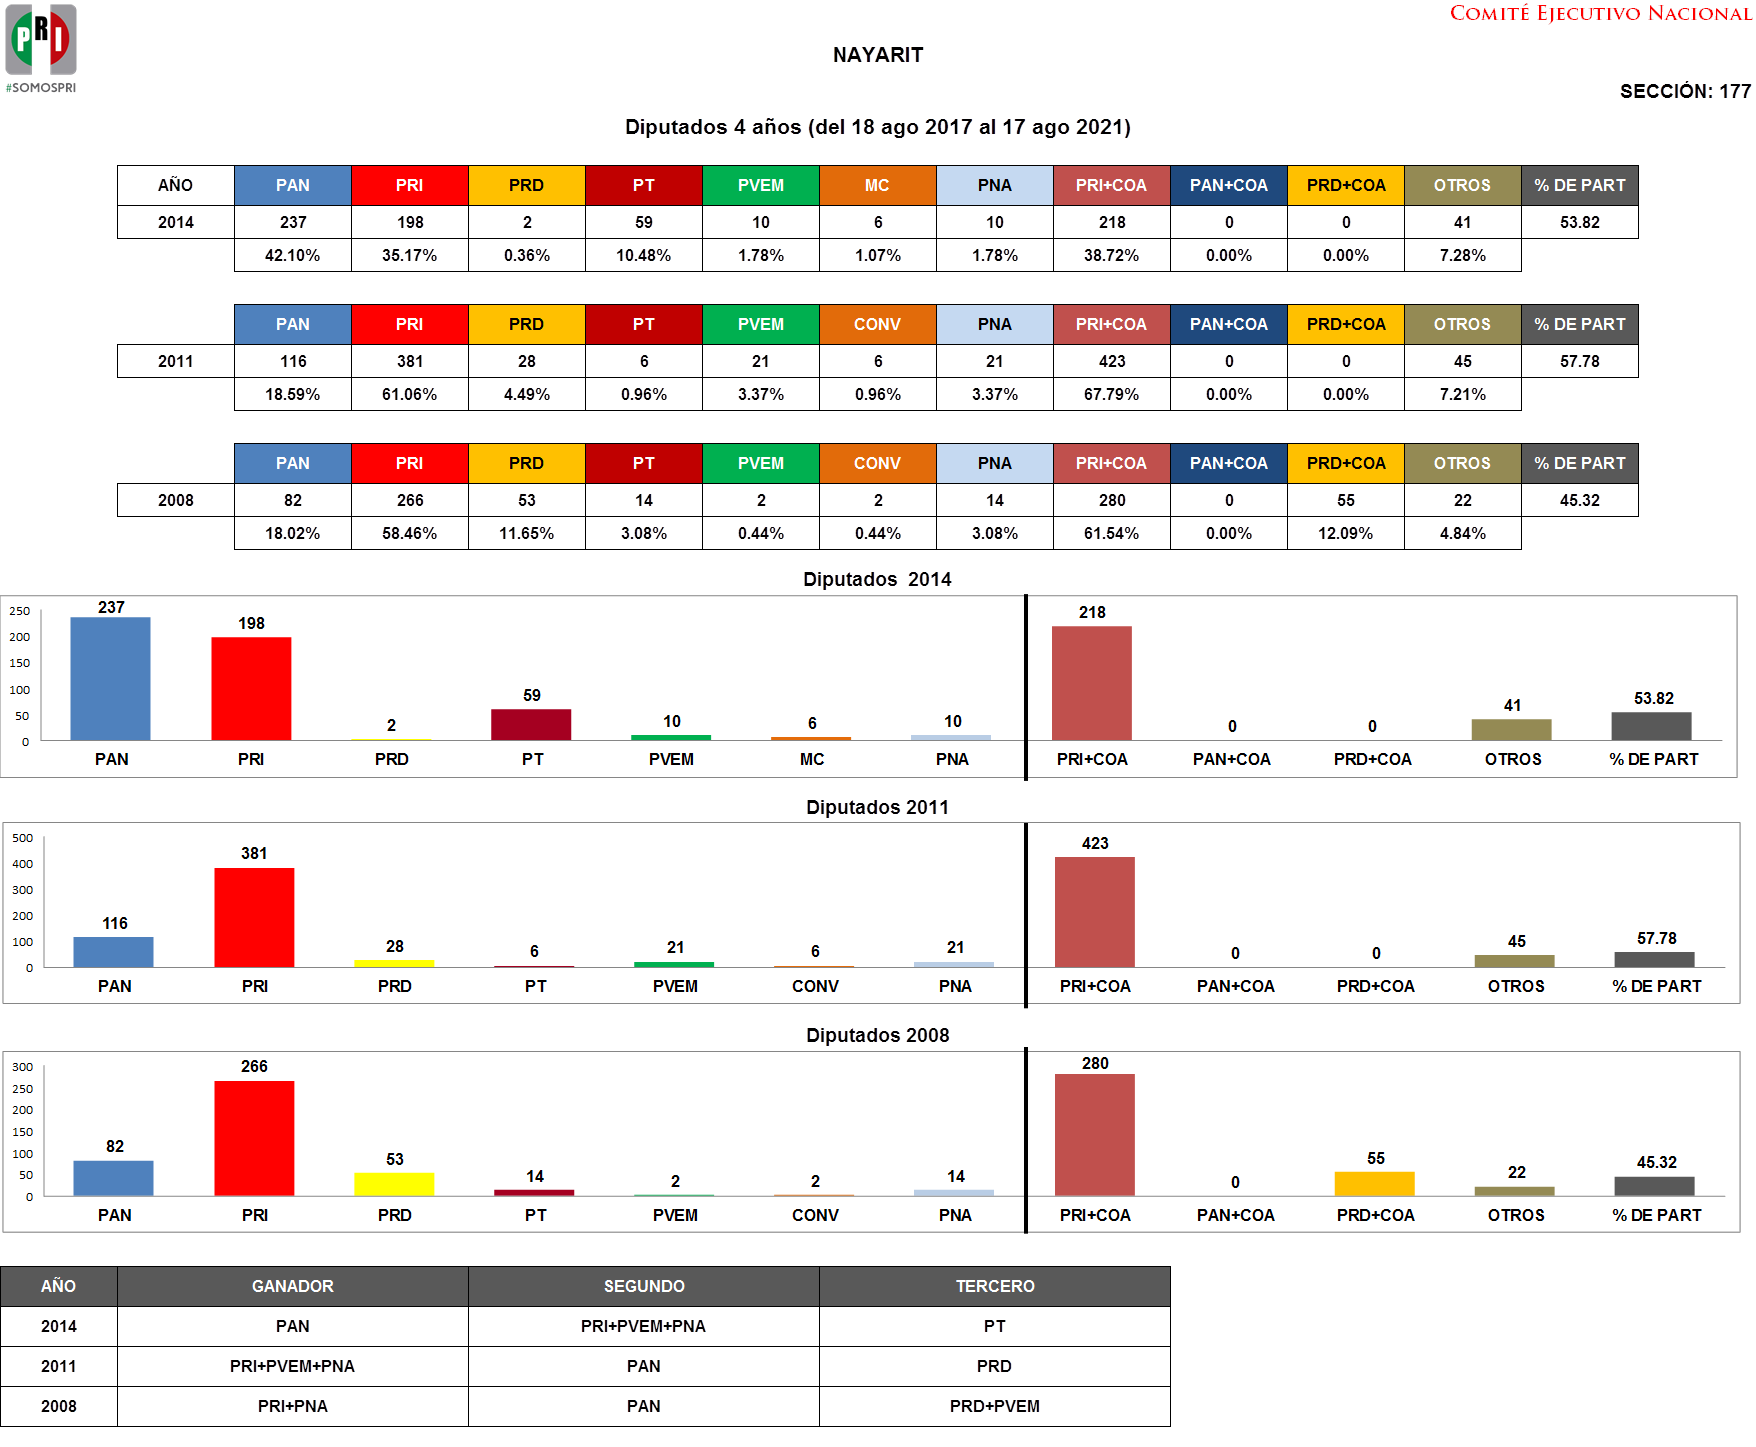 COMITÉ EJECUTIVO NACIONAL
PRI
#SOMOSPRI
NAYARIT
SECCIÓN: 177
Diputados 4 años (del 18 ago 2017 al 17 ago 2021)
AÑO PAN PRI PRD PT PVEM MC PNA PRI+COA PAN+COA PRD+COA OTROS % DE PART
2014 237 198 2 59 10 6 10 218 0 0 41 53.82
42.10% 35.17% 0.36% 10.48% 1.78% 1.07% 1.78% 38.72% 0.00% 0.00% 7.28%
PAN PRI PRD PT PVEM CONV PNA PRI+COA PAN+COA PRD+COA OTROS % DE PART
2011 116 381 28 6 21 6 21 423 0 0 45 57.78
18.59% 61.06% 4.49% 0.96% 3.37% 0.96% 3.37% 67.79% 0.00% 0.00% 7.21%
PAN PRI PRD PT PVEM CONV PNA PRI+COA PAN+COA PRD+COA OTROS % DE PART
2008 82 266 53 14 2 2 14 280 0 55 22 45.32
18.02% 58.46% 11.65% 3.08% 0.44% 0.44% 3.08% 61.54% 0.00% 12.09% 4.84%
Diputados 2014
250
200
150
100
50
0
237 198 2 59 10 6 10 218 0 0 41 53.82
PAN PRI PRD PT PVEM MC PNA PRI+COA PAN+COA PRD+COA OTROS % DE PART
Diputados 2011
500
400
300
200
100
0
116 381 28 6 21 6 21 423 0 0 45 57.78
PAN PRI PRD PT PVEM CONV PNA PRI+COA PAN+COA PRD+COA OTROS % DE PART
Diputados 2008
300
250
200
150
100
50
0
82 266 53 14 2 2 14 280 0 55 22 45.32
PAN PRI PRD PT PVEM CONV PNA PRI+COA PAN+COA PRD+COA OTROS % DE PART
AÑO GANADOR SEGUNDO TERCERO
2014 PAN PRI+PVEM+PNA PT
2011 PRI+PVEM+PNA PAN PRD
2008 PRI+PNA PAN PRD+PVEM